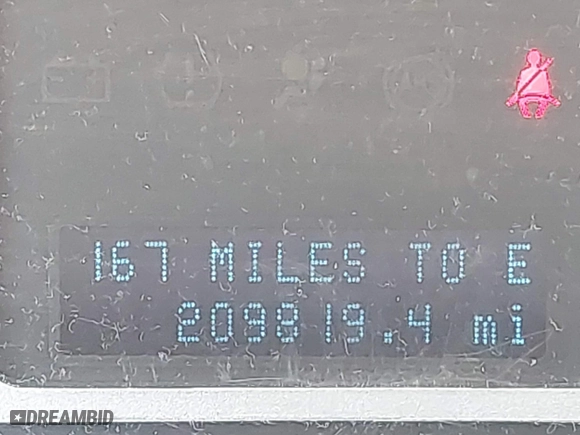 167 MILES TO E
209819.4 mi
DREAMBID